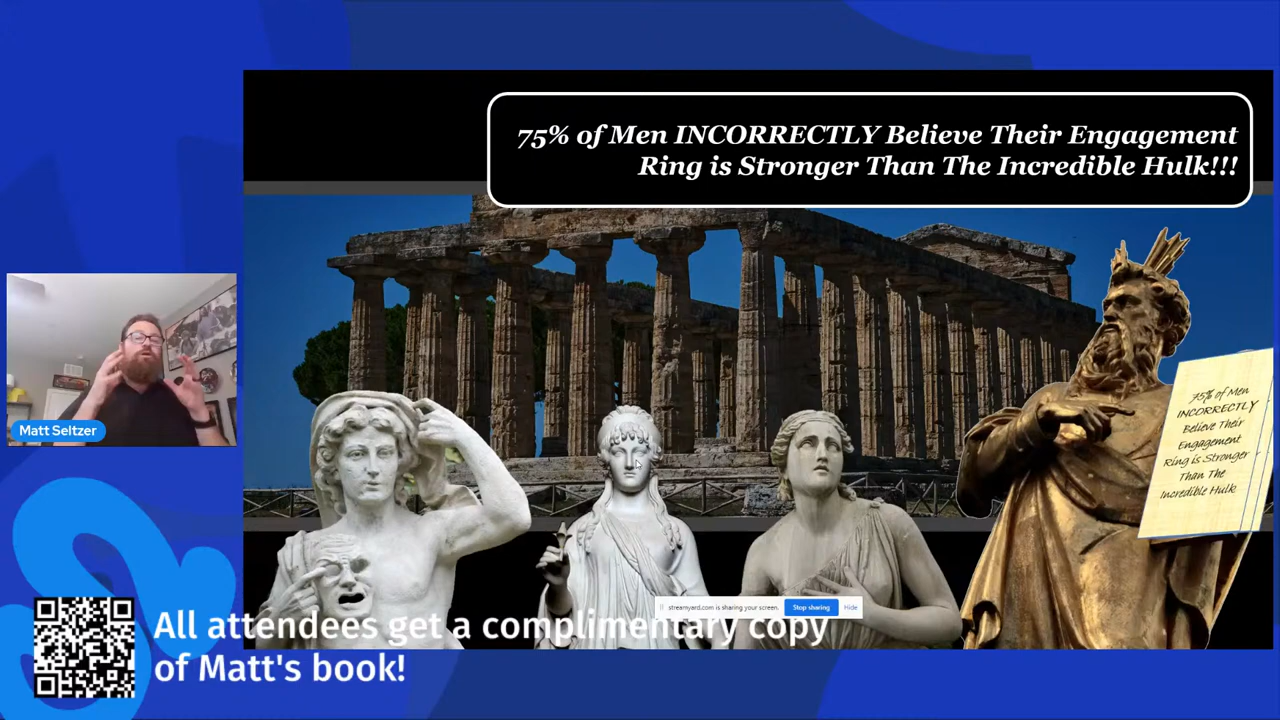 75% of Men INCORRECTLY Believe Their Engagement
Ring is Stronger Than The Incredible Hulk!!!
75% of Men
INCORRECTLY
Believe Their
Engagement
Ring is Stronger
Than The
Incredible Hulk
Matt Seltzer
streamyard.com is sharing your screen.
Stop sharing
Hide
All attendees get a complimentary copy
of Matt's book!